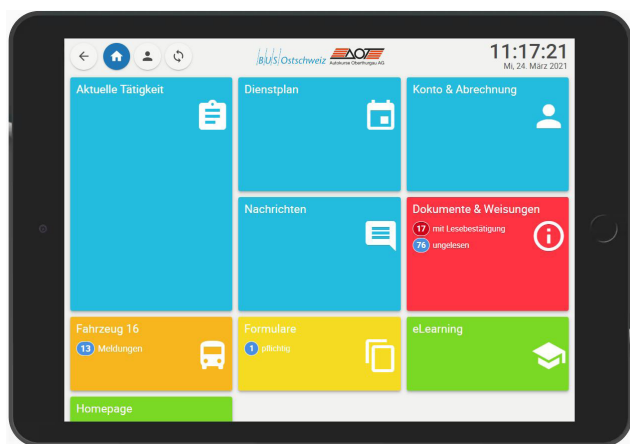 BUS Ostschweiz AOT Autokurse Oberthurgau AG
11:17:21
Mi, 24. März 2021
Aktuelle Tätigkeit
Dienstplan
Konto & Abrechnung
Nachrichten
Dokumente & Weisungen
17 mit Lesebestätigung
76 ungelesen
Fahrzeug 16
13 Meldungen
Formulare
1 pflichtig
eLearning
Homepage